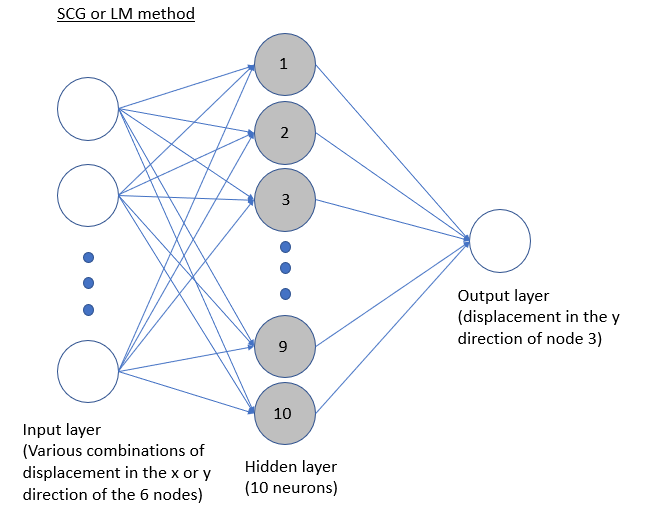 SCG or LM method
1
2
3
9
10
Output layer
(displacement in the y
direction of node 3)
Input layer
(Various combinations of
displacement in the x or y
direction of the 6 nodes)
Hidden layer
(10 neurons)